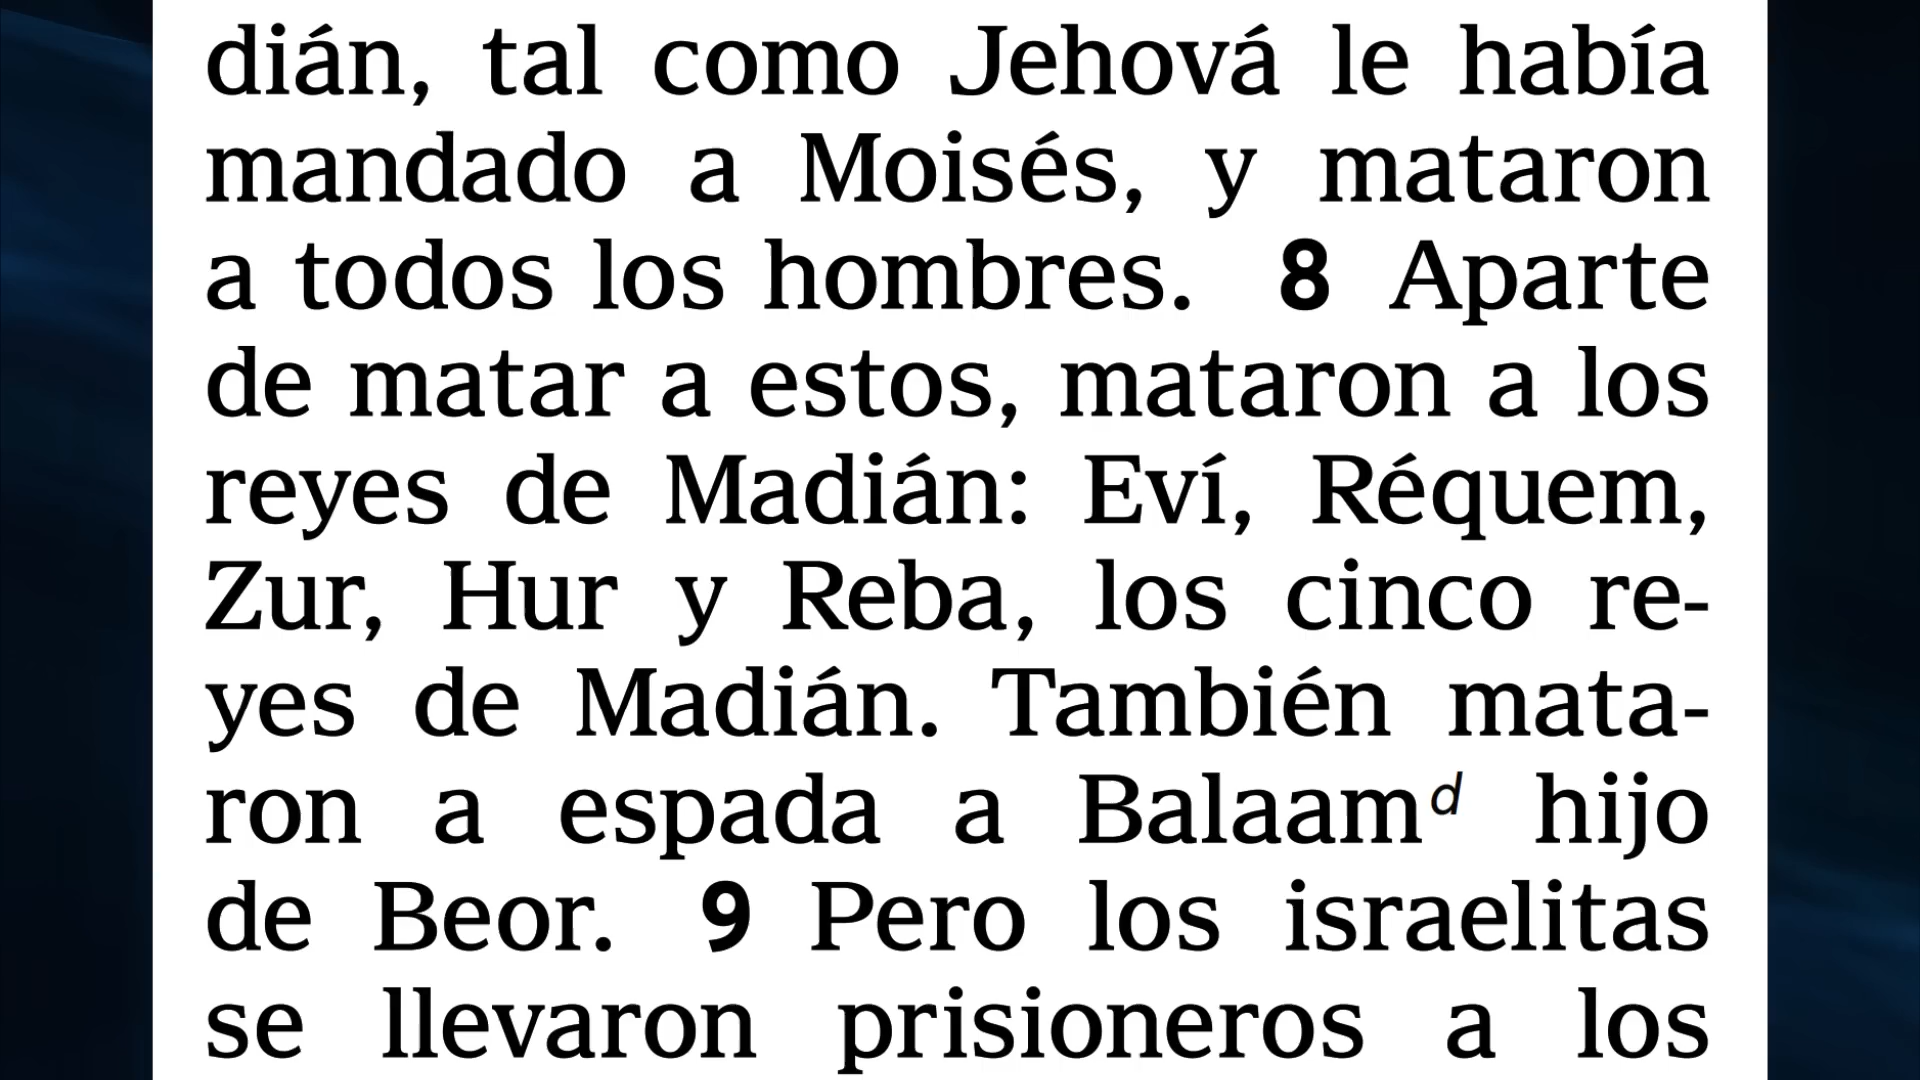 dián, tal como Jehová le había
mandado a Moisés, y mataron
a todos los hombres. 8 Aparte
de matar a estos, mataron a los
reyes de Madián: Eví, Réquem,
Zur, Hur y Reba, los cinco re-
yes de Madián. También mata-
ron a espada a Balaam d hijo
de Beor. 9 Pero los israelitas
se llevaron prisioneros a los